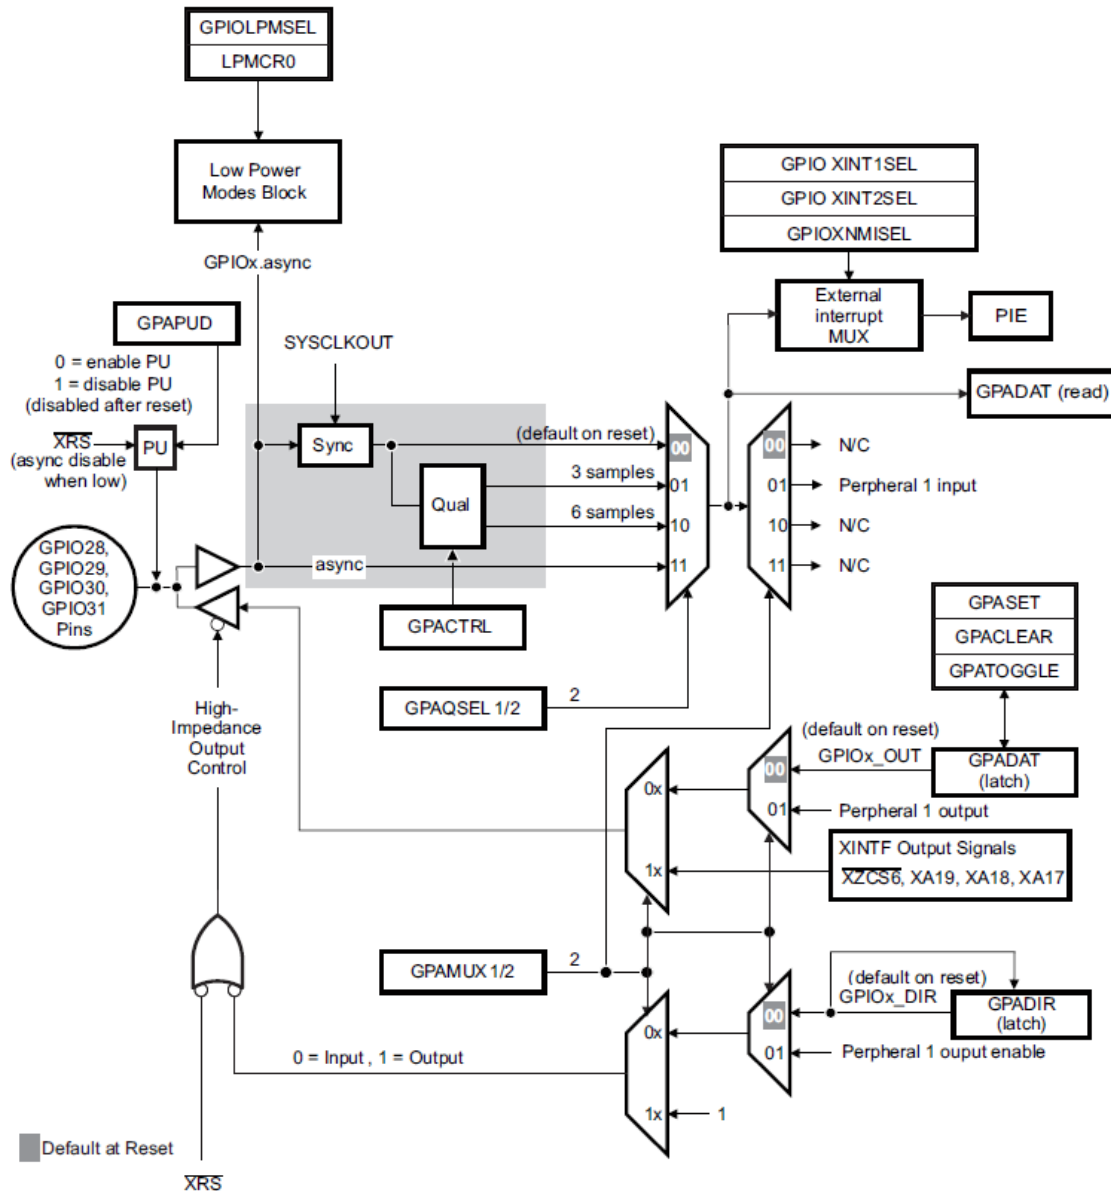 GPIOLPMSEL
LPMCR0
Low Power
Modes Block
GPIOx.async
GPIO XINT1SEL
GPIO XINT2SEL
GPIOXNMISEL
External
interrupt
MUX
PIE
GPAPUD
0 = enable PU
1 = disable PU
(disabled after reset)
XRS
(async disable
when low)
PU
SYSCLKOUT
Sync
Qual
(default on reset)
3 samples
6 samples
async
00
01
10
11
GPADAT (read)
00
01
10
11
N/C
Perpheral 1 input
N/C
N/C
GPIO28,
GPIO29,
GPIO30,
GPIO31
Pins
GPACTRL
GPAQSEL 1/2
2
GPASET
GPACLEAR
GPATOGGLE
High-
Impedance
Output
Control
(default on reset)
GPIOx_OUT
GPADAT
(latch)
00
01
0x
1x
Perpheral 1 output
XINTF Output Signals
XZCS6, XA19, XA18, XA17
GPAMUX 1/2
2
(default on reset)
GPIOx_DIR
GPADIR
(latch)
00
01
0x
1x
Perpheral 1 ouput enable
1
0 = Input , 1 = Output
Default at Reset
XRS